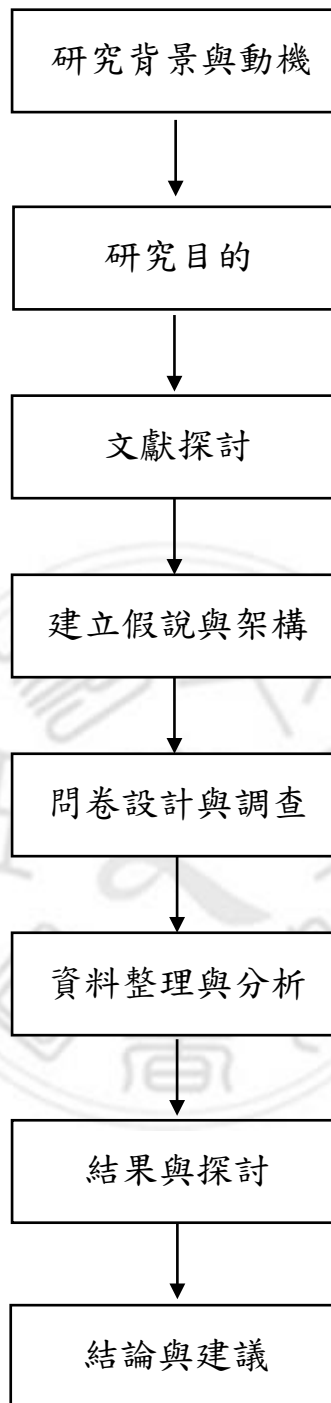 研究背景與動機
研究目的
文獻探討
建立假說與架構
問卷設計與調查
資料整理與分析
結果與探討
結論與建議